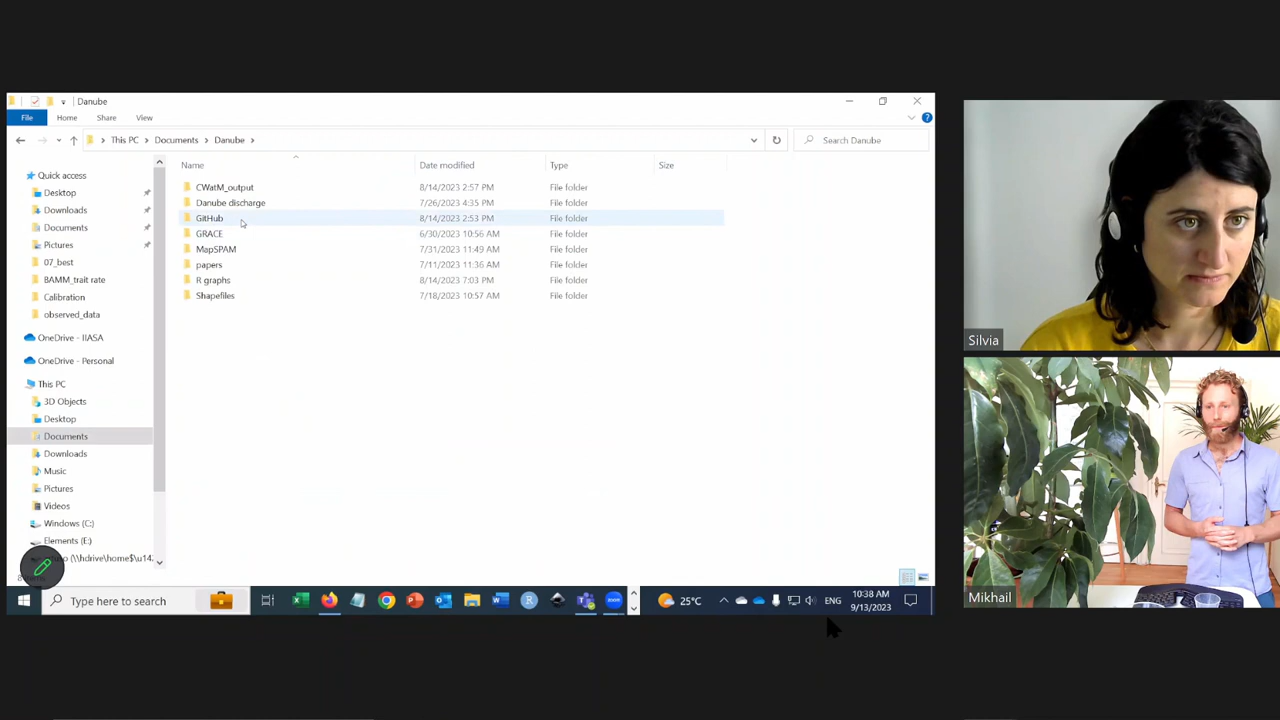 Danube
File Home Share View
This PC Documents Danube
Search Danube
Name Date modified Type Size
Quick access
Desktop
Downloads
Documents
Pictures
07_best
BAMM_trait rate
Calibration
observed_data
OneDrive - IIASA
OneDrive - Personal
This PC
3D Objects
Desktop
Documents
Downloads
Music
Pictures
Videos
Windows (C:)
Elements (E:)
(\\hdrive\home$\u14
CWatM_output 8/14/2023 2:57 PM File folder
Danube discharge 7/26/2023 4:35 PM File folder
GitHub 8/14/2023 2:53 PM File folder
GRACE 6/30/2023 10:56 AM File folder
MapSPAM 7/31/2023 11:49 AM File folder
papers 7/11/2023 11:36 AM File folder
R graphs 8/14/2023 7:03 PM File folder
Shapefiles 7/18/2023 10:57 AM File folder
Type here to search
25°C
ENG
10:38 AM
9/13/2023
Silvia
Mikhail